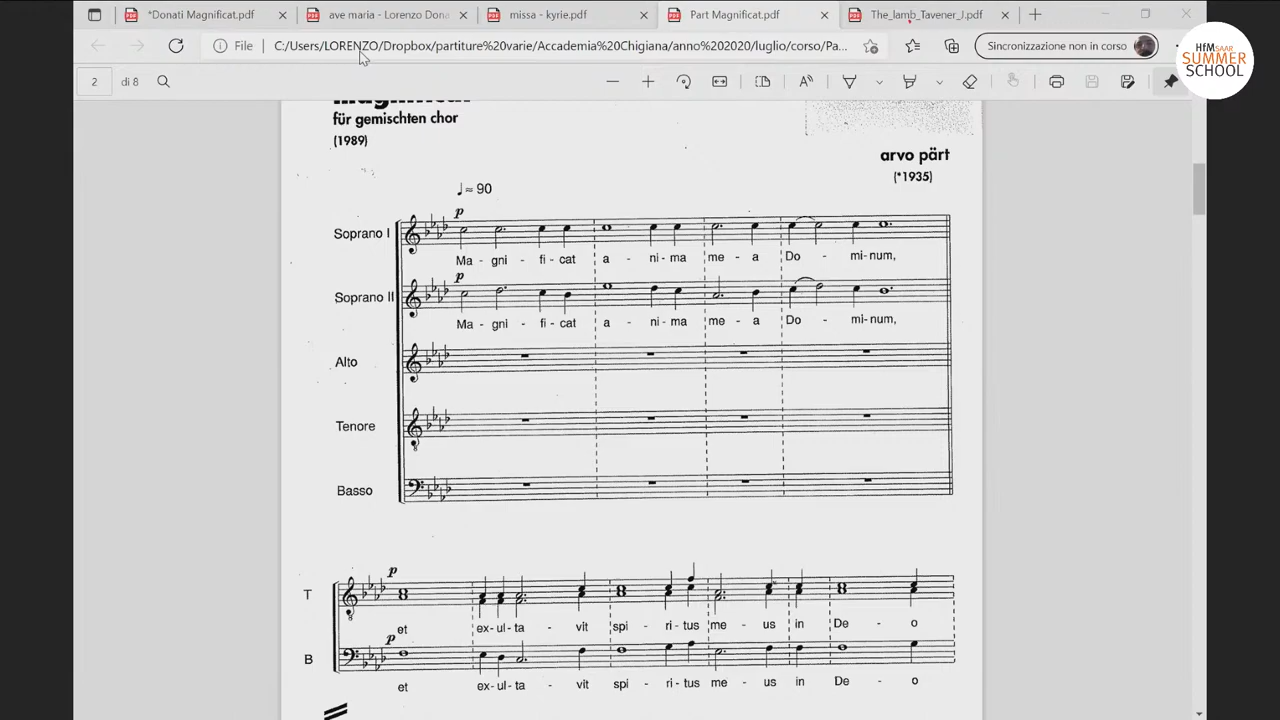 *Donati Magnificat.pdf
ave maria - Lorenzo Dona
missa - kyrie.pdf
Part Magnificat.pdf
The_lamb_Tavener_J.pdf
File
C:/Users/LORENZO/Dropbox/partiture%20varie/Accademia%20Chigiana/anno%202020/luglio/corso/Pa...
Sincronizzazione non in corso
HfMSAAR
SUMMER
SCHOOL
2
di 8
für gemischten chor
(1989)
arvo pärt
(*1935)
♩≈ 90
p
Soprano I
Ma - gni - fi - cat a - ni - ma me - a Do - mi - num,
p
Soprano II
Ma - gni - fi - cat a - ni - ma me - a Do - mi - num,
Alto
Tenore
Basso
p
T
et ex - ul - ta - vit spi - ri - tus me - us in De - o
p
B
et ex - ul - ta - vit spi - ri - tus me - us in De - o